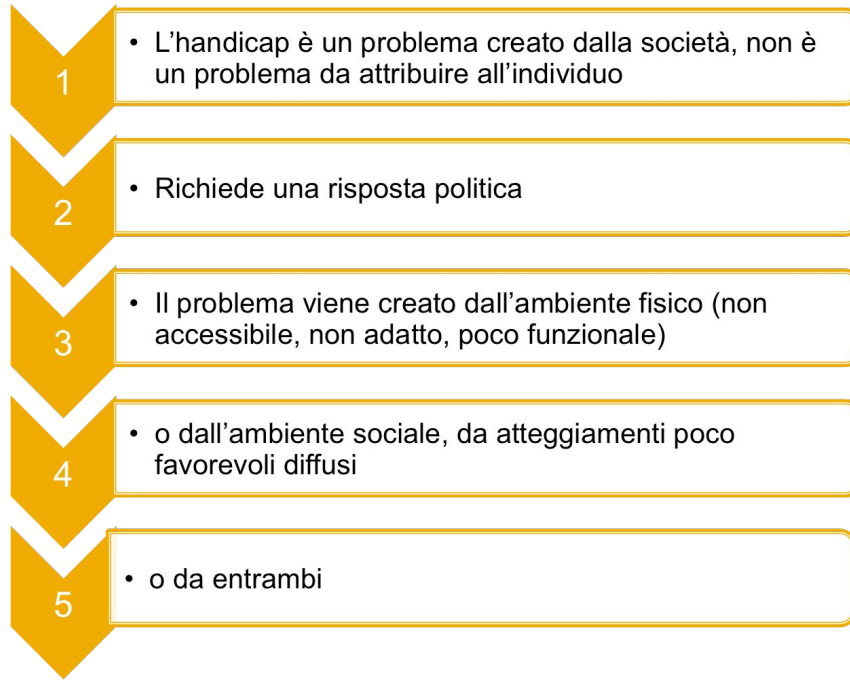 1
• L’handicap è un problema creato dalla società, non è
un problema da attribuire all’individuo
2
• Richiede una risposta politica
3
• Il problema viene creato dall’ambiente fisico (non
accessibile, non adatto, poco funzionale)
4
• o dall’ambiente sociale, da atteggiamenti poco
favorevoli diffusi
5
• o da entrambi